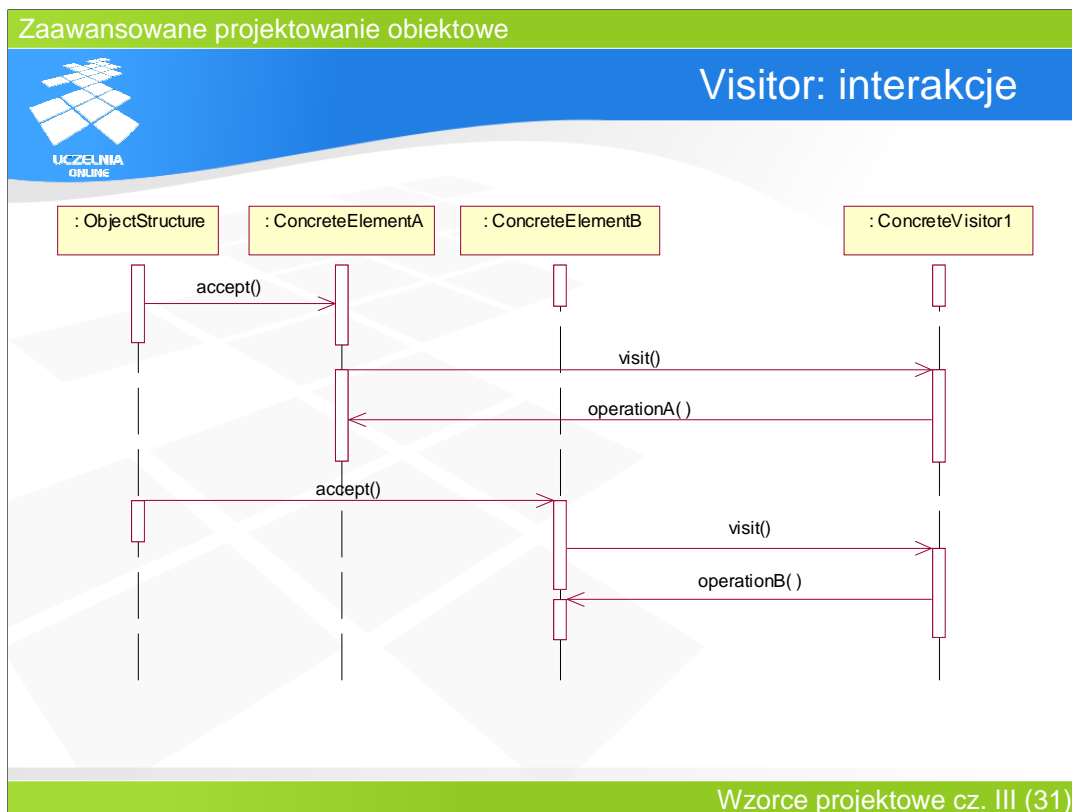 Zaawansowane projektowanie obiektowe
Visitor: interakcje
UCZELNIA
ONLINE
: ObjectStructure
: ConcreteElementA
: ConcreteElementB
: ConcreteVisitor1
accept()
visit()
operationA( )
accept()
visit()
operationB( )
Wzorce projektowe cz. III (31)